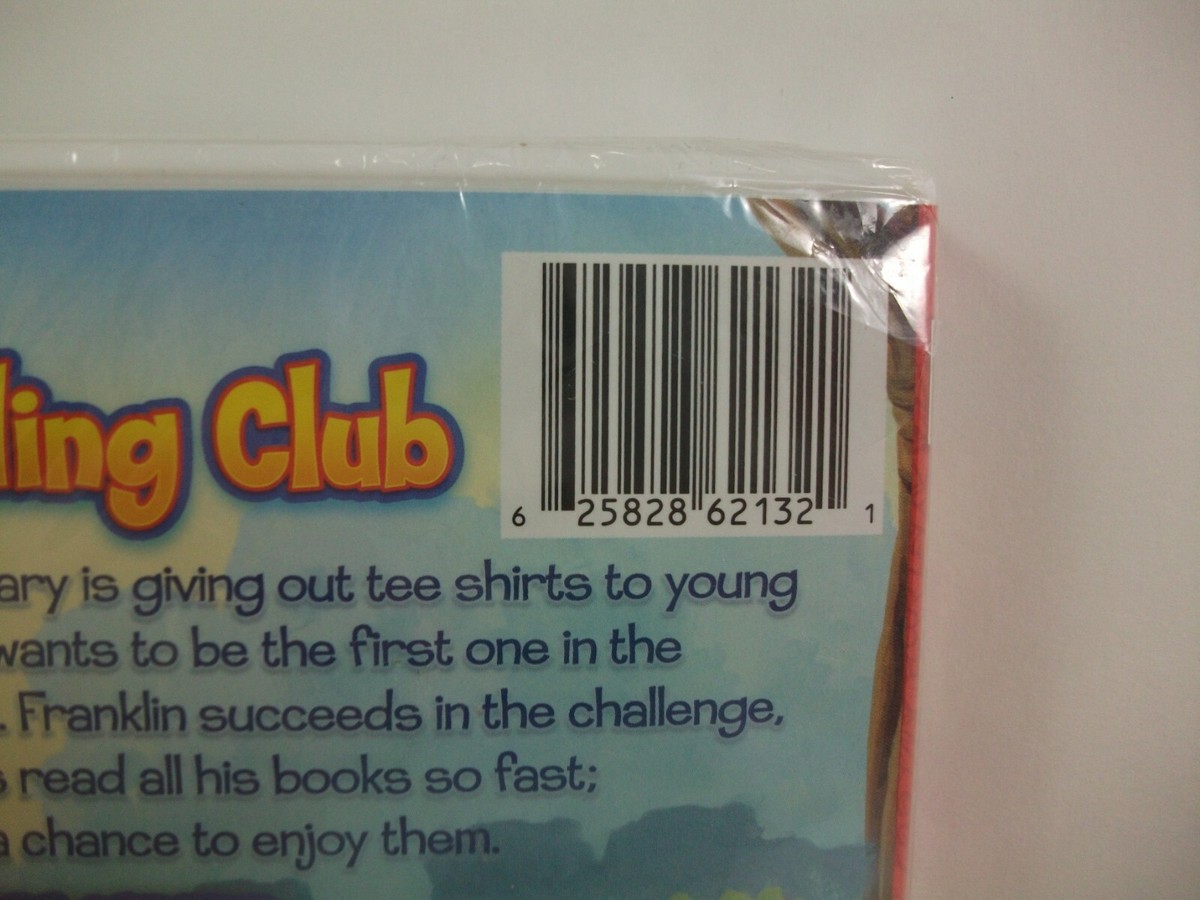 6 25828 62132 1
ling Club
ary is giving out tee shirts to young
wants to be the first one in the
. Franklin succeeds in the challenge,
s read all his books so fast;
a chance to enjoy them.